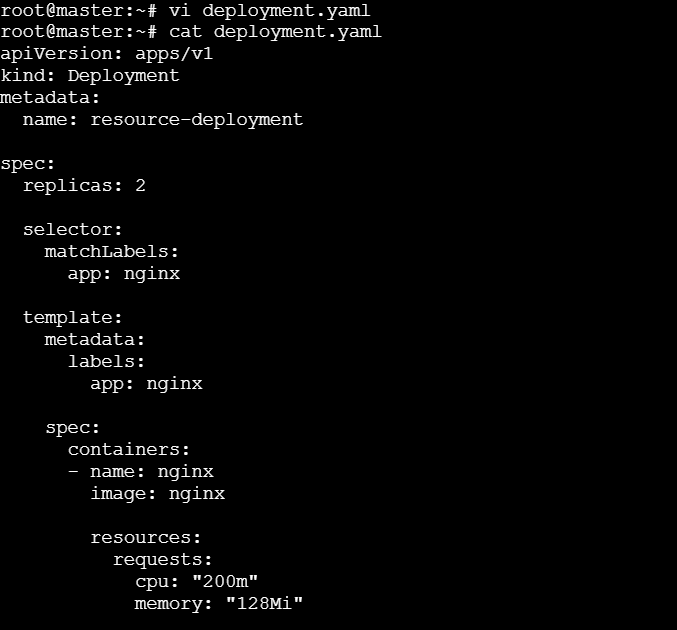 root@master:~# vi deployment.yaml
root@master:~# cat deployment.yaml
apiVersion: apps/v1
kind: Deployment
metadata:
  name: resource-deployment

spec:
  replicas: 2

  selector:
    matchLabels:
      app: nginx

  template:
    metadata:
      labels:
        app: nginx

    spec:
      containers:
      - name: nginx
        image: nginx

        resources:
          requests:
            cpu: "200m"
            memory: "128Mi"